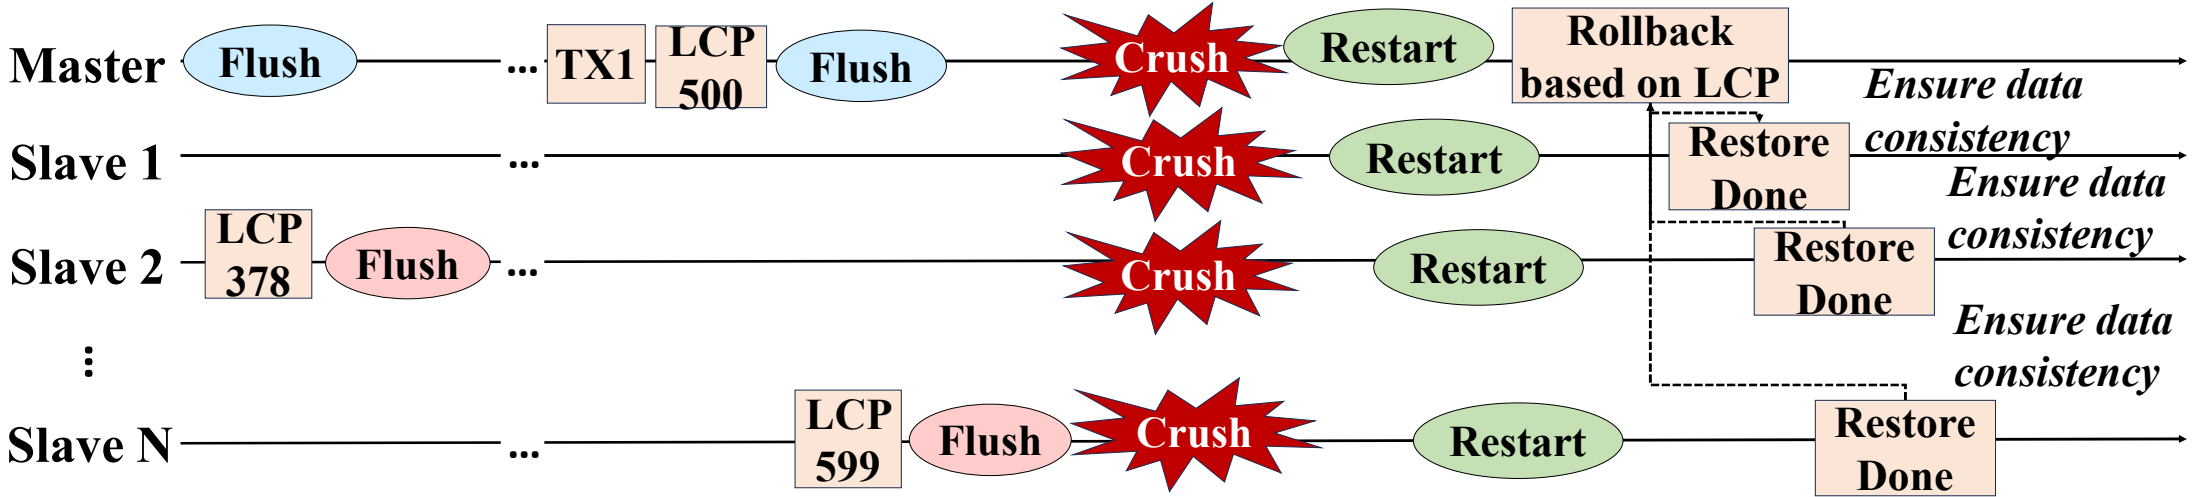 Master
Flush
...
TX1
LCP
500
Flush
Crush
Restart
Rollback
based on LCP
Ensure data
consistency
Slave 1
...
Crush
Restart
Restore
Done
Ensure data
consistency
Slave 2
LCP
378
Flush
...
Crush
Restart
Restore
Done
Ensure data
consistency
...
Slave N
...
LCP
599
Flush
Crush
Restart
Restore
Done